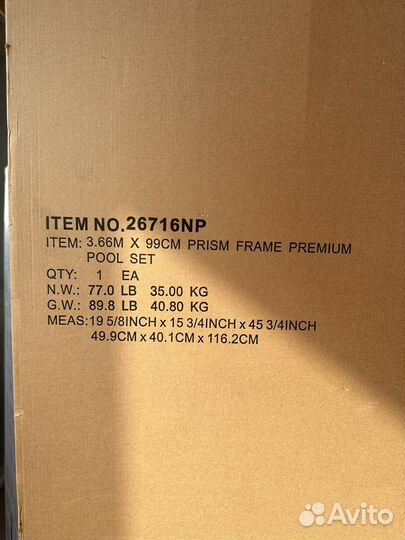 ITEM NO.26716NP
ITEM: 3.66M X 99CM PRISM FRAME PREMIUM
POOL SET
QTY: 1 EA
N.W.: 77.0 LB 35.00 KG
G.W.: 89.8 LB 40.80 KG
MEAS:19 5/8INCH x 15 3/4INCH x 45 3/4INCH
49.9CM x 40.1CM x 116.2CM
Avito